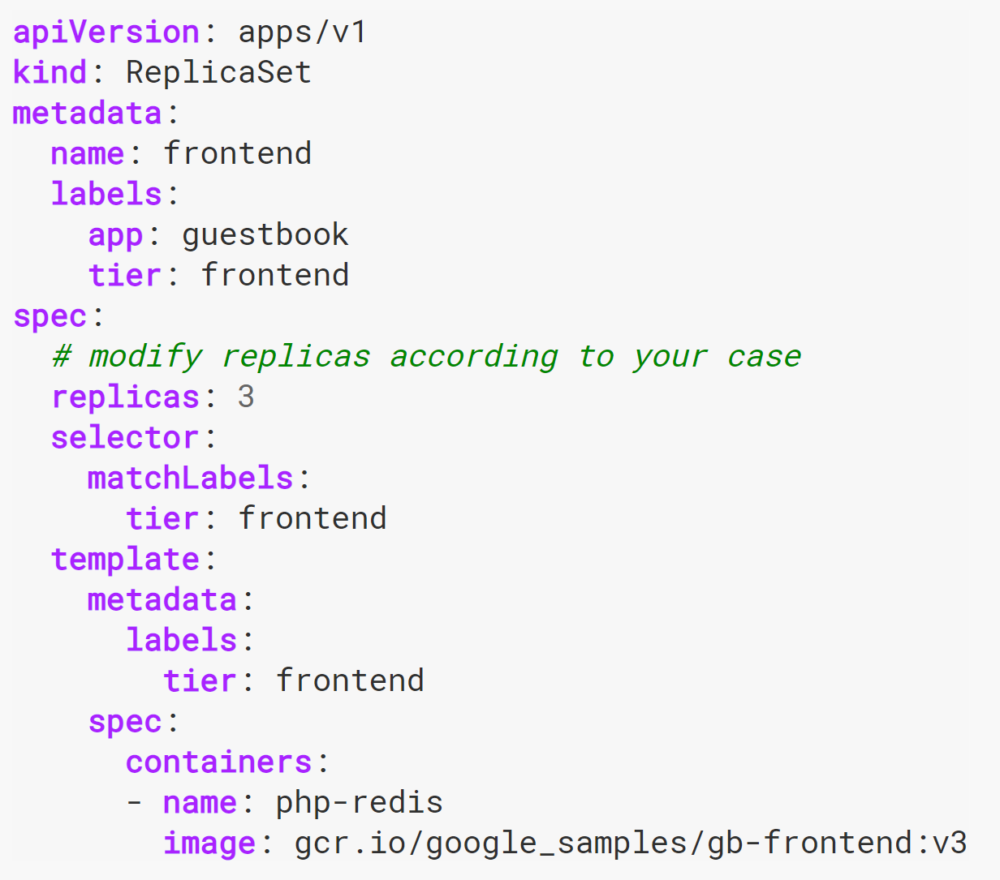 apiVersion: apps/v1
kind: ReplicaSet
metadata:
  name: frontend
  labels:
    app: guestbook
    tier: frontend
spec:
  # modify replicas according to your case
  replicas: 3
  selector:
    matchLabels:
      tier: frontend
  template:
    metadata:
      labels:
        tier: frontend
    spec:
      containers:
      - name: php-redis
        image: gcr.io/google_samples/gb-frontend:v3